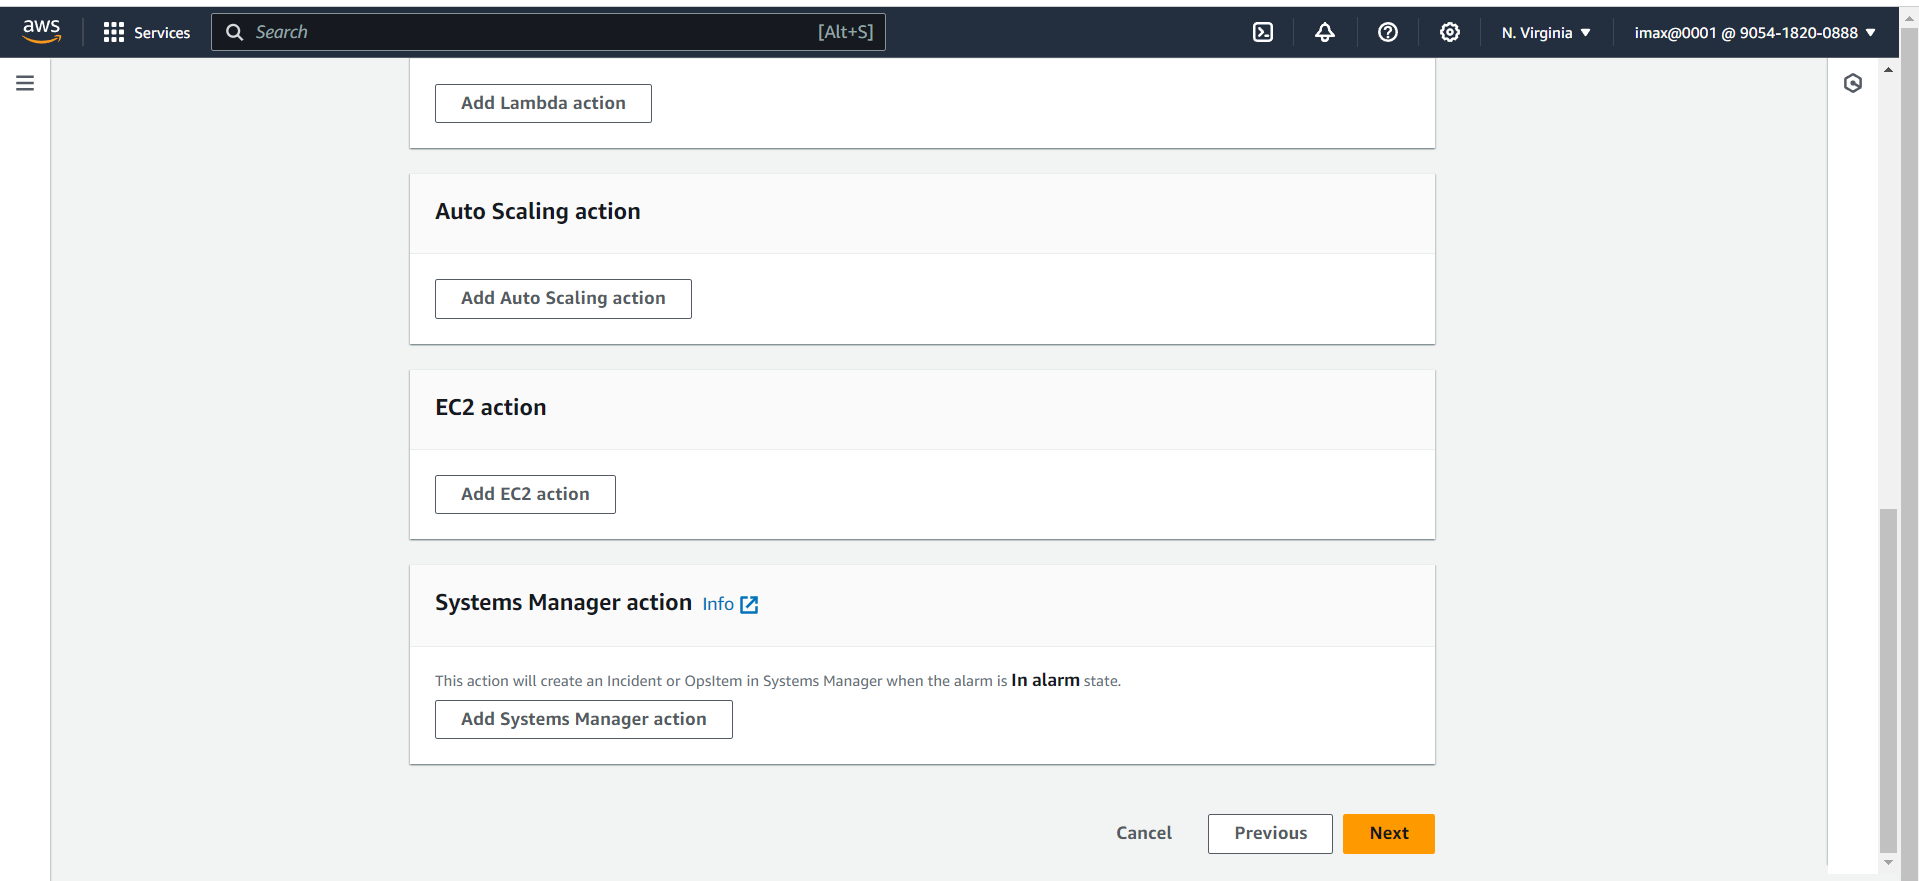 aws
Services
Search
[Alt+S]
N. Virginia
imax@0001 @ 9054-1820-0888
Add Lambda action
Auto Scaling action
Add Auto Scaling action
EC2 action
Add EC2 action
Systems Manager action Info
This action will create an Incident or OpsItem in Systems Manager when the alarm is In alarm state.
Add Systems Manager action
Cancel
Previous
Next